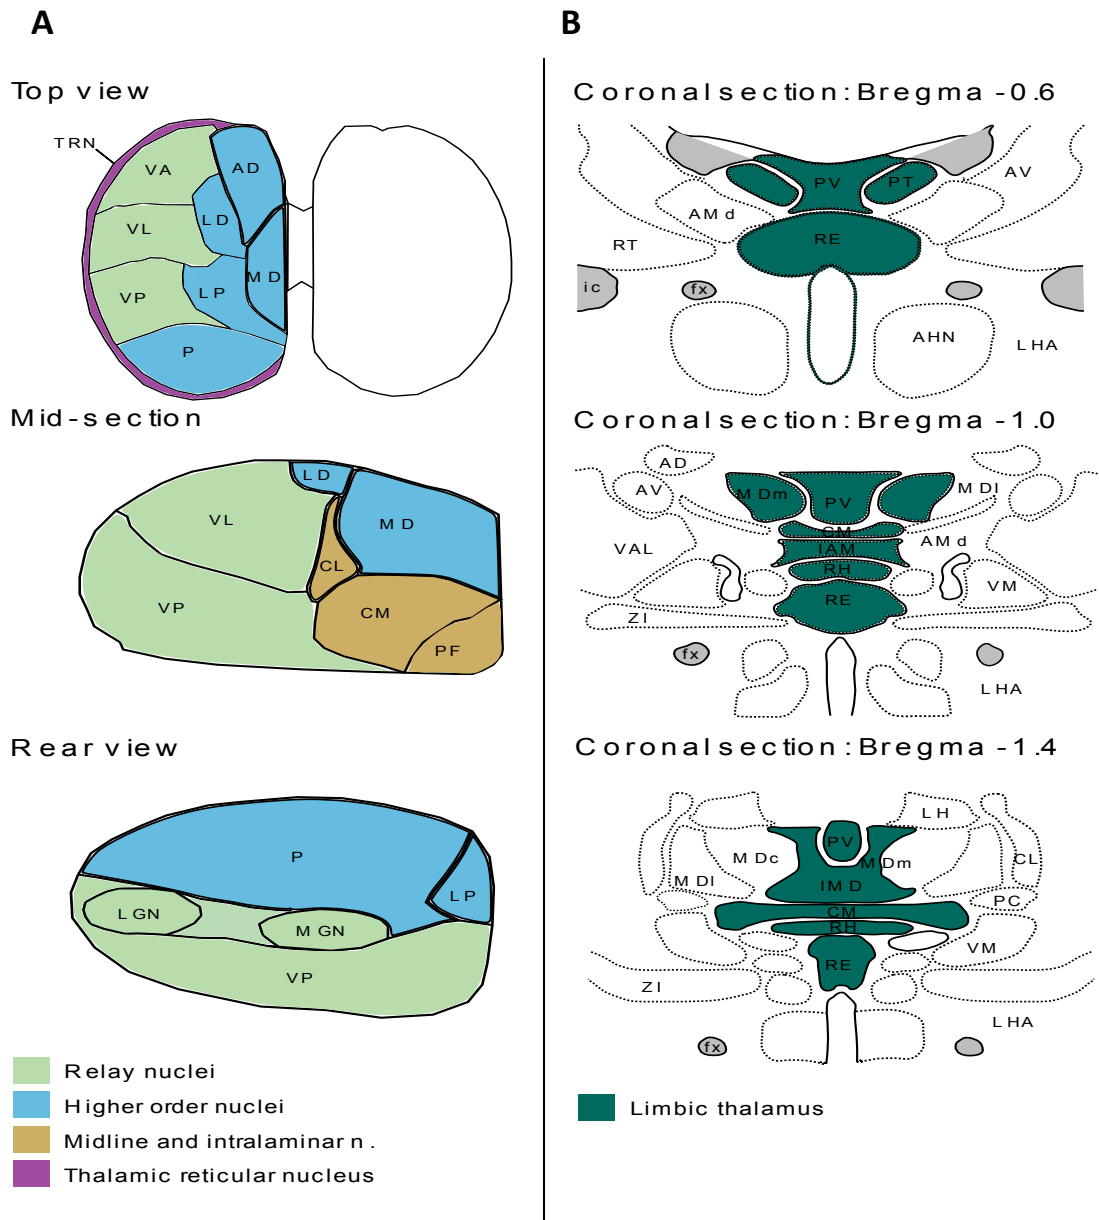 A
Top view
TRN
VA
AD
LD
VL
MD
LP
VP
P
Mid-section
LD
VL
MD
CL
VP
CM
PF
Rear view
P
LP
LGN
MGN
VP
Relay nuclei
Higher order nuclei
Midline and intralaminar n.
Thalamic reticular nucleus
B
Coronal section: Bregma -0.6
PV
PT
AV
AMd
RE
RT
ic
fx
AHN
LHA
Coronal section: Bregma -1.0
AD
AV
MDm
PV
MDl
CM
VAL
IAM
AMd
RH
VM
RE
ZI
fx
LHA
Coronal section: Bregma -1.4
LH
PV
MDc
MDm
CL
MDl
IMD
PC
CM
RH
VM
RE
ZI
LHA
fx
Limbic thalamus